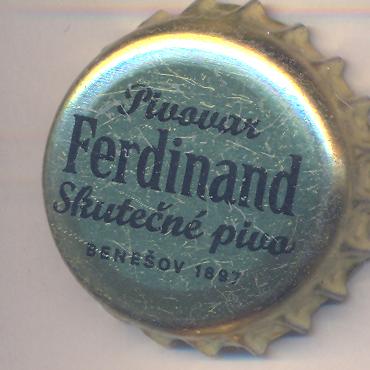 Pivovar
Ferdinand
Skutečné pivo
BENEŠOV 1897